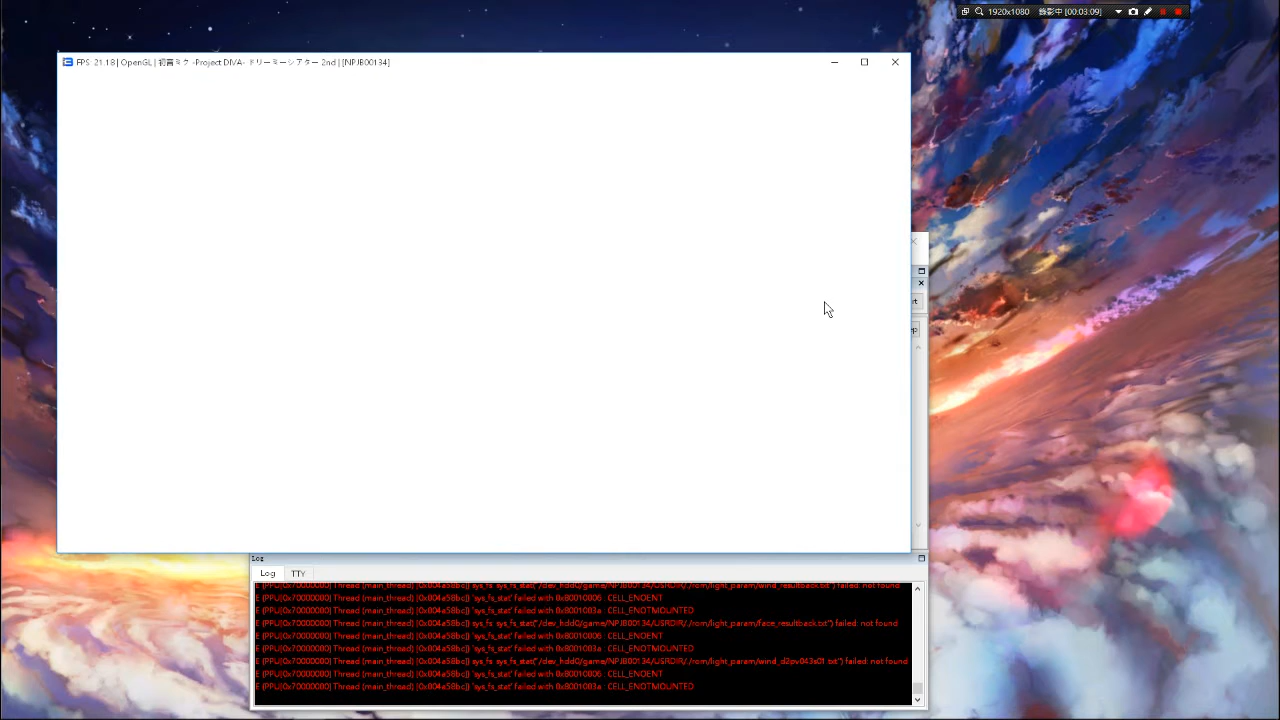 1920x1080 錄影中 [00:03:09]
FPS 21.18 | OpenGL | 初音ミク -Project DIVA- ドリーミーシアター 2nd | [NPJB00134]
Log
Log TTY
E {PPU[0x70000000] Thread (main_thread) [0x004a58bc]} sys_fs sys_fs_stat("/dev_hdd0/game/NPJB00134/USRDIR/./rom/light_param/wind_resultback.txt") failed: not found
E {PPU[0x70000000] Thread (main_thread) [0x004a58bc]} 'sys_fs_stat' failed with 0x80010006 : CELL_ENOENT
E {PPU[0x70000000] Thread (main_thread) [0x004a58bc]} 'sys_fs_stat' failed with 0x8001003a : CELL_ENOTMOUNTED
E {PPU[0x70000000] Thread (main_thread) [0x004a58bc]} sys_fs sys_fs_stat("/dev_hdd0/game/NPJB00134/USRDIR/./rom/light_param/face_resultback.txt") failed: not found
E {PPU[0x70000000] Thread (main_thread) [0x004a58bc]} 'sys_fs_stat' failed with 0x80010006 : CELL_ENOENT
E {PPU[0x70000000] Thread (main_thread) [0x004a58bc]} 'sys_fs_stat' failed with 0x8001003a : CELL_ENOTMOUNTED
E {PPU[0x70000000] Thread (main_thread) [0x004a58bc]} sys_fs sys_fs_stat("/dev_hdd0/game/NPJB00134/USRDIR/./rom/light_param/wind_d2pv043s01.txt") failed: not found
E {PPU[0x70000000] Thread (main_thread) [0x004a58bc]} 'sys_fs_stat' failed with 0x80010006 : CELL_ENOENT
E {PPU[0x70000000] Thread (main_thread) [0x004a58bc]} 'sys_fs_stat' failed with 0x8001003a : CELL_ENOTMOUNTED